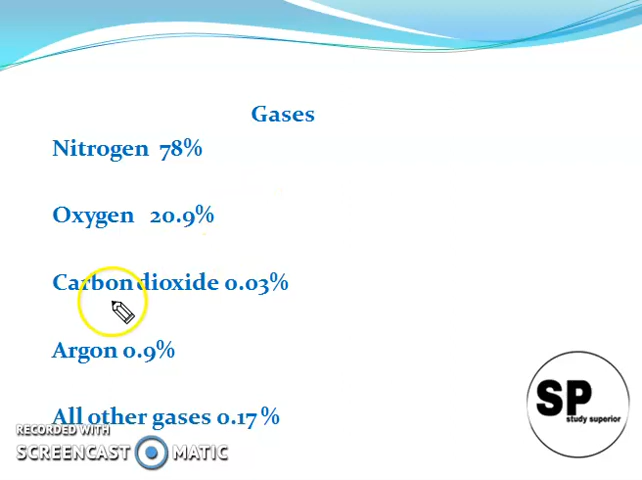 Gases
Nitrogen 78%
Oxygen 20.9%
Carbon dioxide 0.03%
Argon 0.9%
All other gases 0.17%
SP
study superior
RECORDED WITH
SCREENCAST MATIC